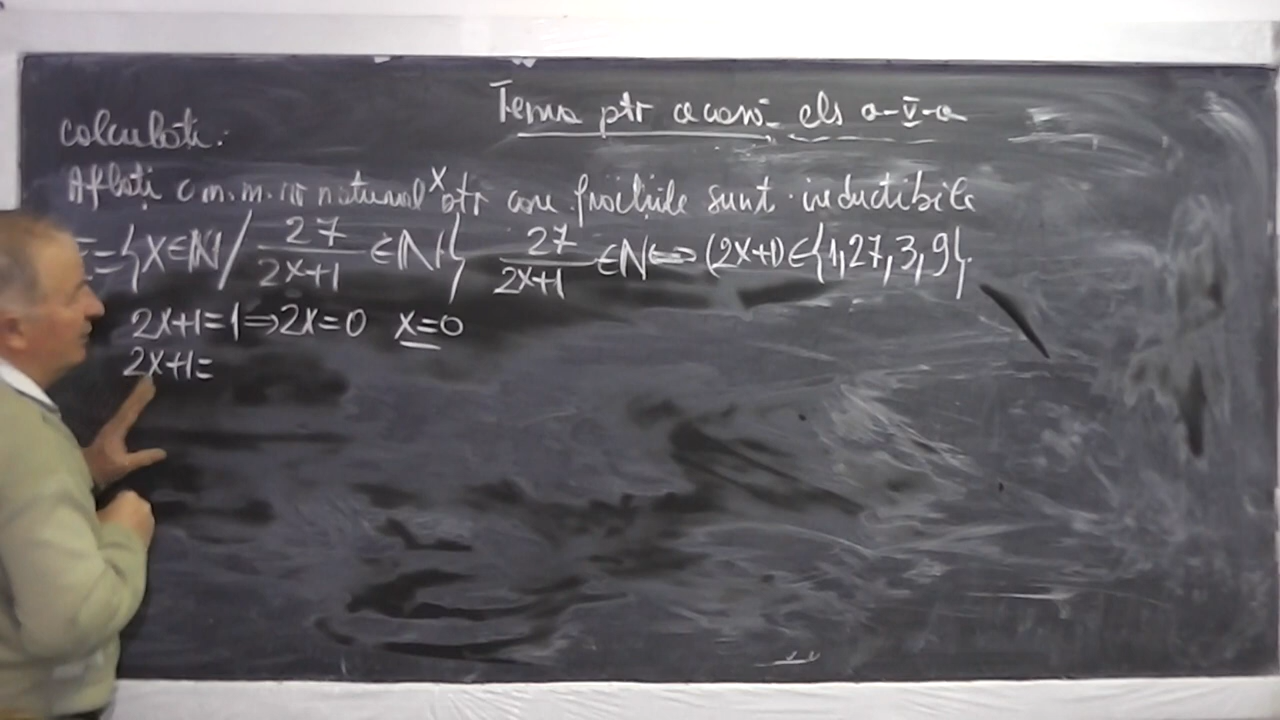 Tema ptr acasă cls a-V-a
calculati:
Aflați c m. m. nr natural x ptr care fracțiile sunt ireductibile
={x∈N/ 27/2x+1 ∈N} 27/2x+1 ∈N⟺(2x+1)∈{1,27,3,9}.
2x+1=1⇒2x=0 x=0
2x+1=